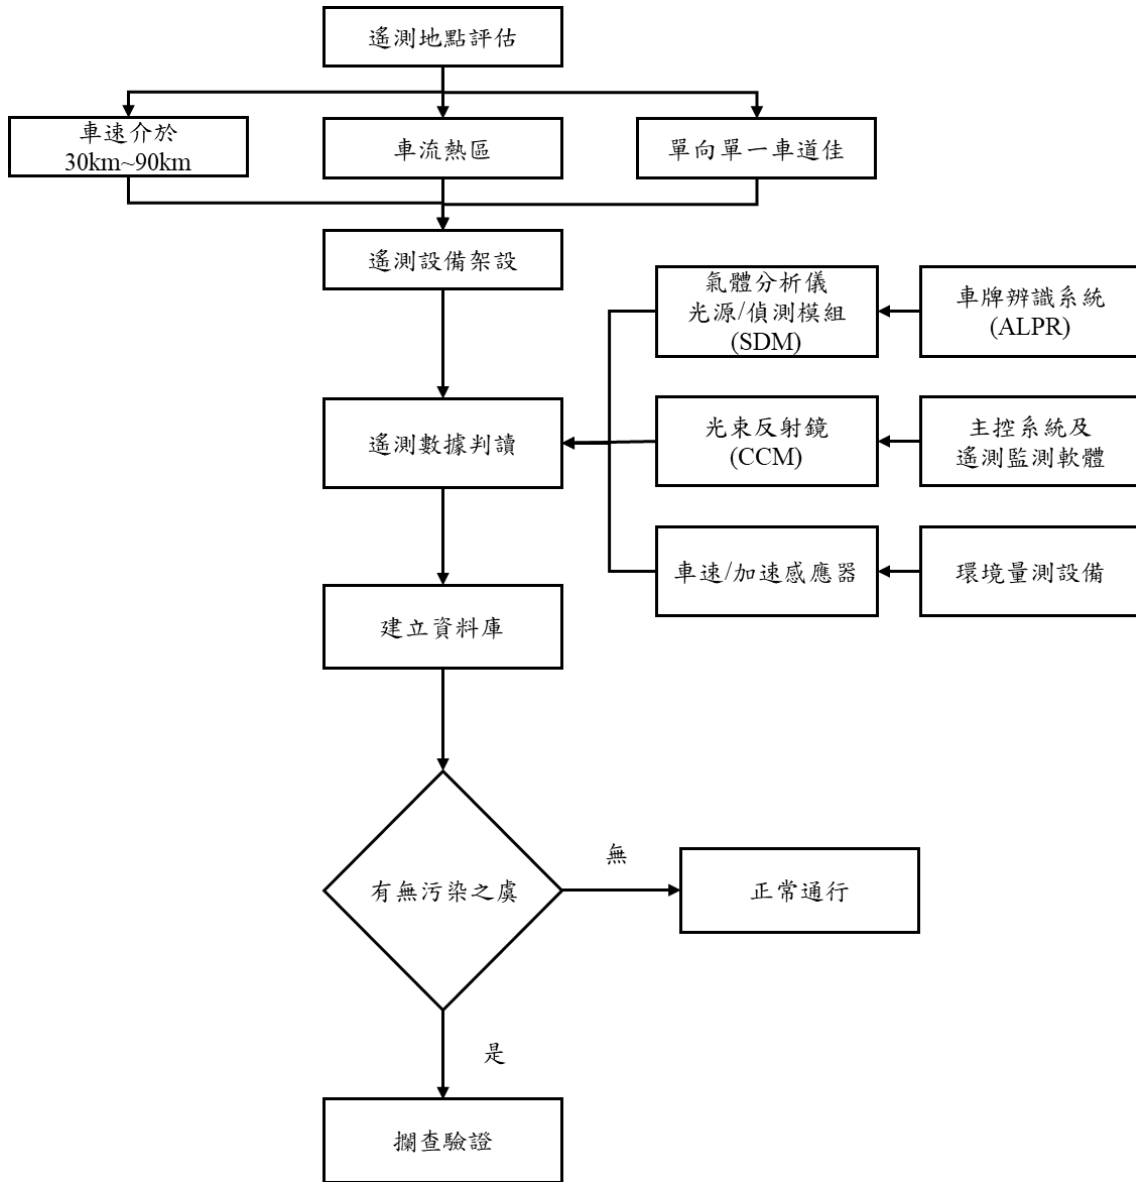 遙測地點評估
車速介於
30km~90km
車流熱區
單向單一車道佳
遙測設備架設
氣體分析儀
光源/偵測模組
(SDM)
車牌辨識系統
(ALPR)
遙測數據判讀
光束反射鏡
(CCM)
主控系統及
遙測監測軟體
車速/加速感應器
環境量測設備
建立資料庫
有無污染之虞
無
正常通行
是
攔查驗證